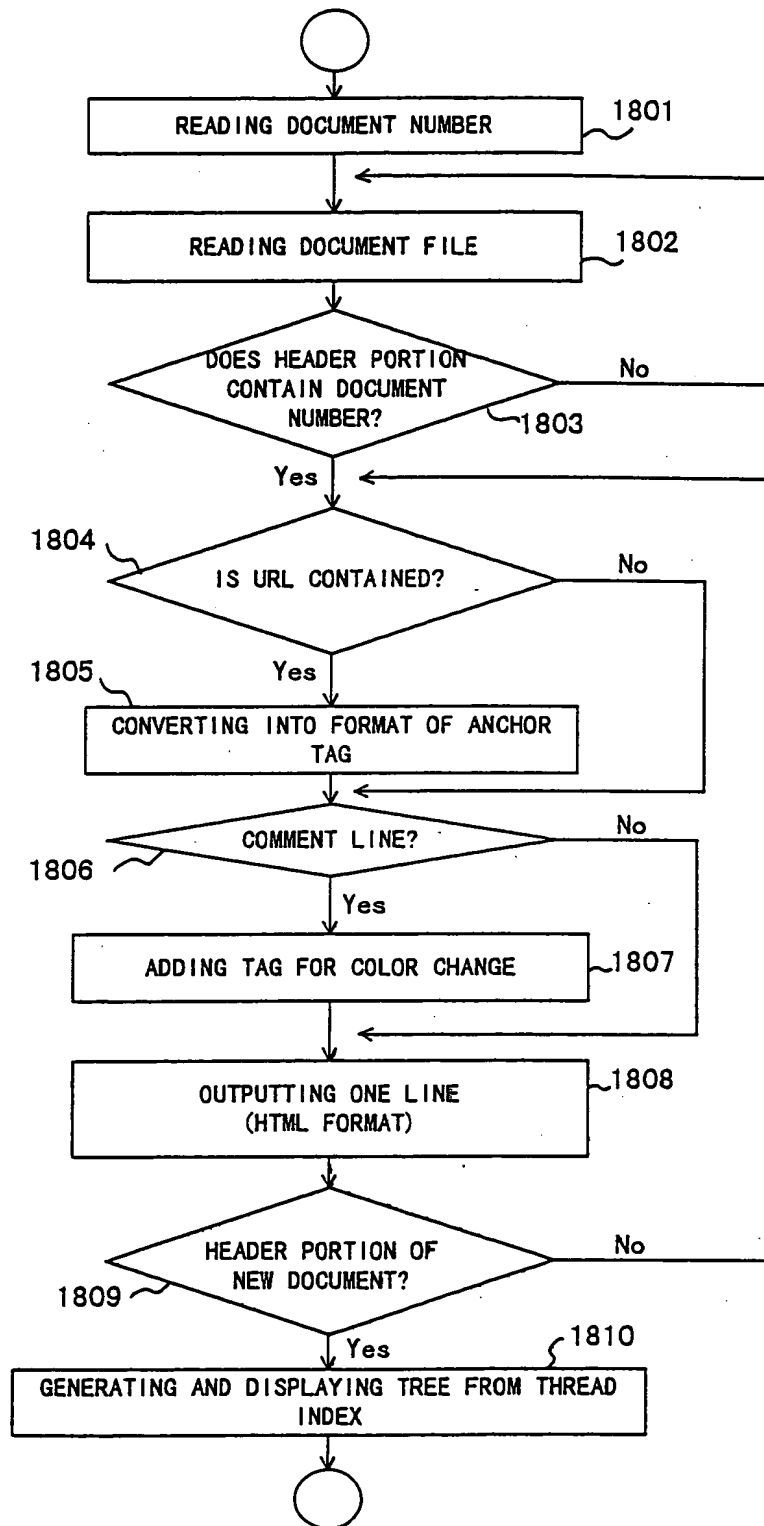 READING DOCUMENT NUMBER
1801
READING DOCUMENT FILE
1802
DOES HEADER PORTION
CONTAIN DOCUMENT
NUMBER?
No
1803
Yes
1804
IS URL CONTAINED?
No
Yes
1805
CONVERTING INTO FORMAT OF ANCHOR
TAG
COMMENT LINE?
No
1806
Yes
ADDING TAG FOR COLOR CHANGE
1807
OUTPUTTING ONE LINE
(HTML FORMAT)
1808
HEADER PORTION OF
NEW DOCUMENT?
No
1809
Yes
1810
GENERATING AND DISPLAYING TREE FROM THREAD
INDEX